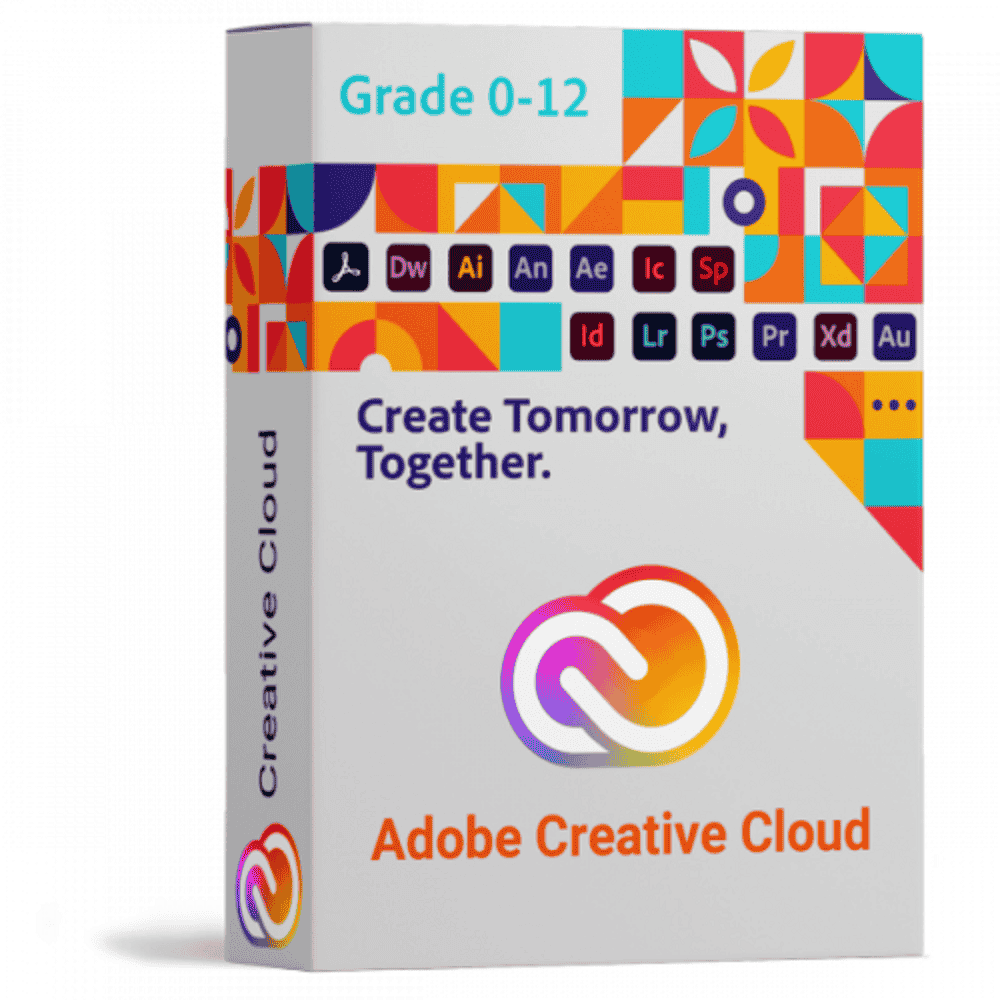 Grade 0-12
Dw Ai An Ae Ic Sp
Id Lr Ps Pr Xd Au
Create Tomorrow,
Together.
Creative Cloud
Adobe Creative Cloud